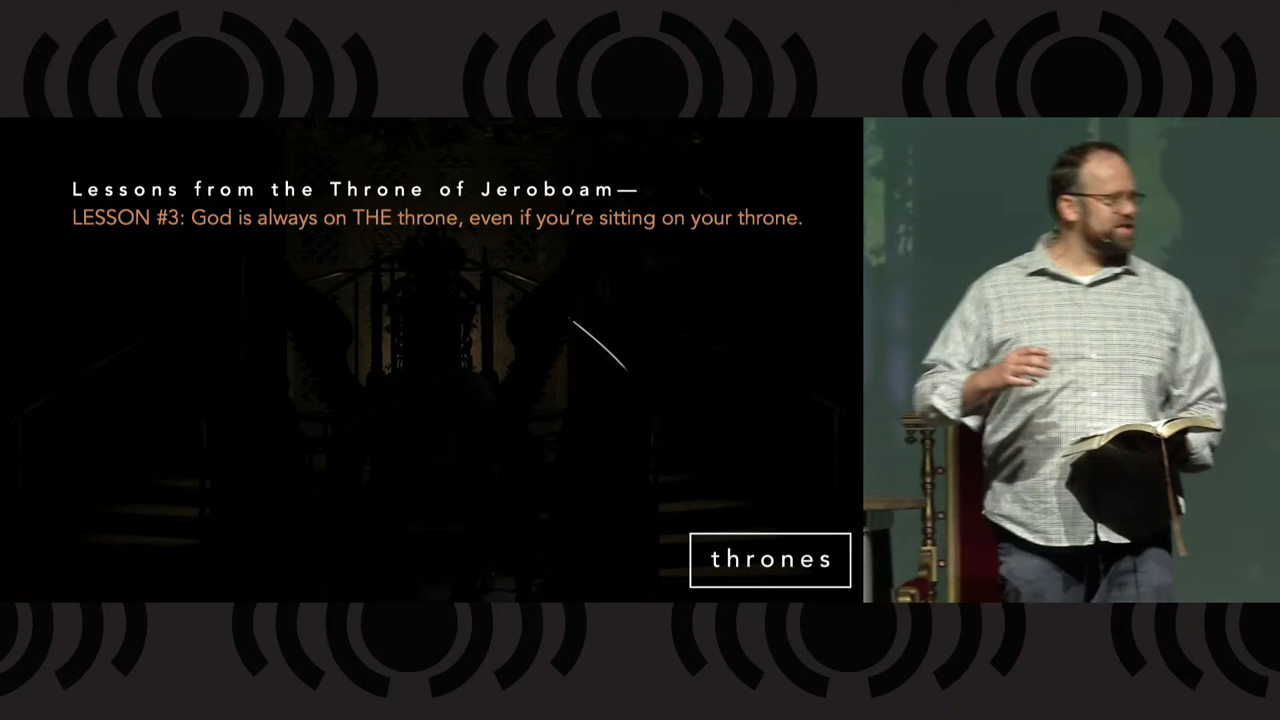 Lessons from the Throne of Jeroboam—
LESSON #3: God is always on THE throne, even if you’re sitting on your throne.
thrones